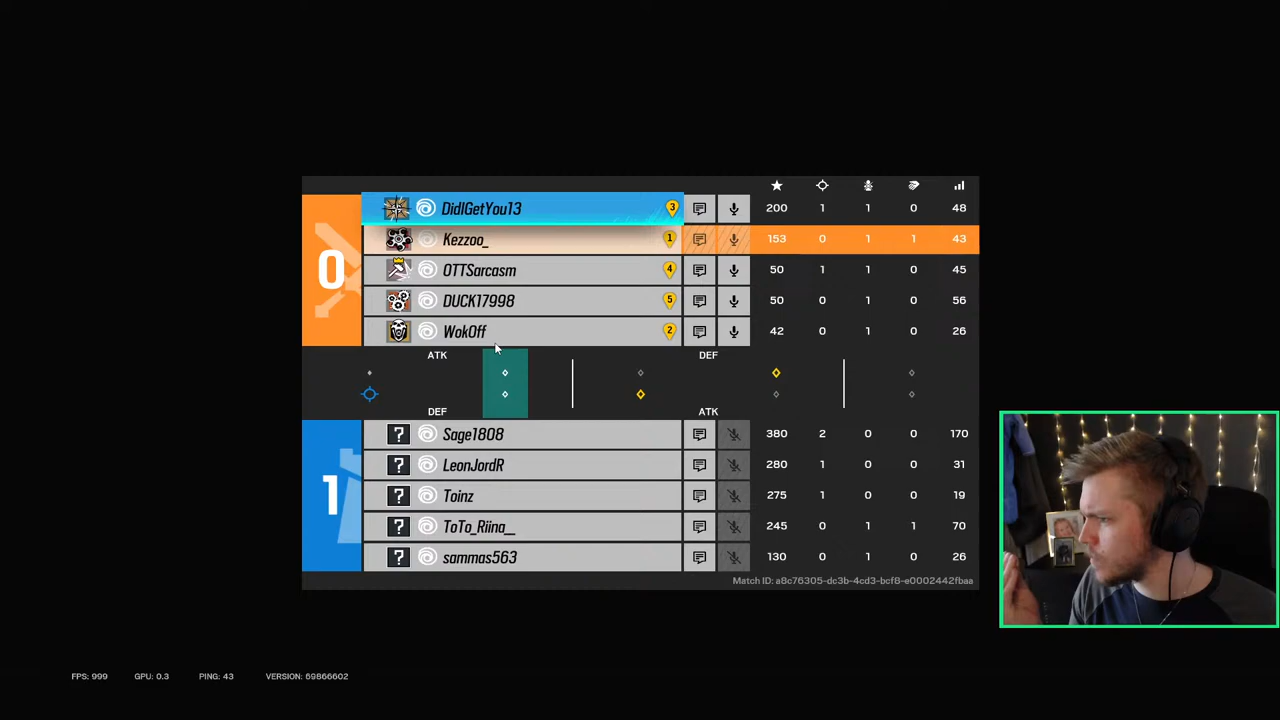 0
DidIGetYou13 3 200 1 1 0 48
Kezzoo_ 1 153 0 1 1 43
OTTSarcasm 4 50 1 1 0 45
DUCK17998 5 50 0 1 0 56
WokOff 2 42 0 1 0 26
ATK DEF
DEF ATK
1
Sage1808 380 2 0 0 170
LeonJordR 280 1 0 0 31
Toinz 275 1 0 0 19
ToTo_Riina__ 245 0 1 1 70
sammas563 130 0 1 0 26
Match ID: a8c76305-dc3b-4cd3-bcf8-e0002442fbaa
FPS: 999 GPU: 0.3 PING: 43 VERSION: 69866602